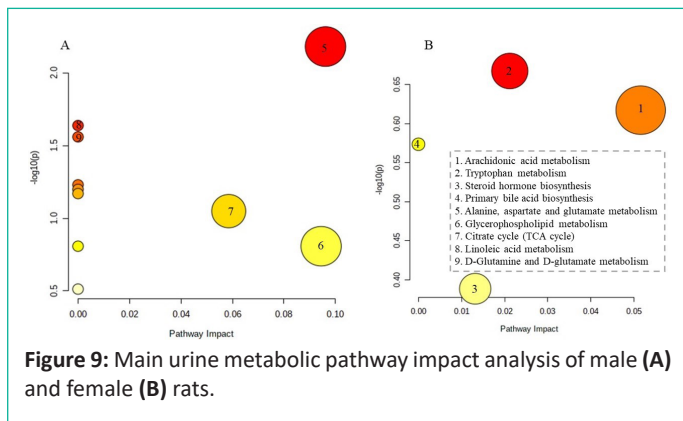 A
-log10(p)
2.0
1.5
1.0
0.5
5
8
9
7
6
0.00 0.02 0.04 0.06 0.08 0.10
Pathway Impact
B
-log10(p)
0.65
0.60
0.55
0.50
0.45
0.40
2
1
4
3
1. Arachidonic acid metabolism
2. Tryptophan metabolism
3. Steroid hormone biosynthesis
4. Primary bile acid biosynthesis
5. Alanine, aspartate and glutamate metabolism
6. Glycerophospholipid metabolism
7. Citrate cycle (TCA cycle)
8. Linoleic acid metabolism
9. D-Glutamine and D-glutamate metabolism
0.00 0.01 0.02 0.03 0.04 0.05
Pathway Impact
Figure 9: Main urine metabolic pathway impact analysis of male (A)
and female (B) rats.